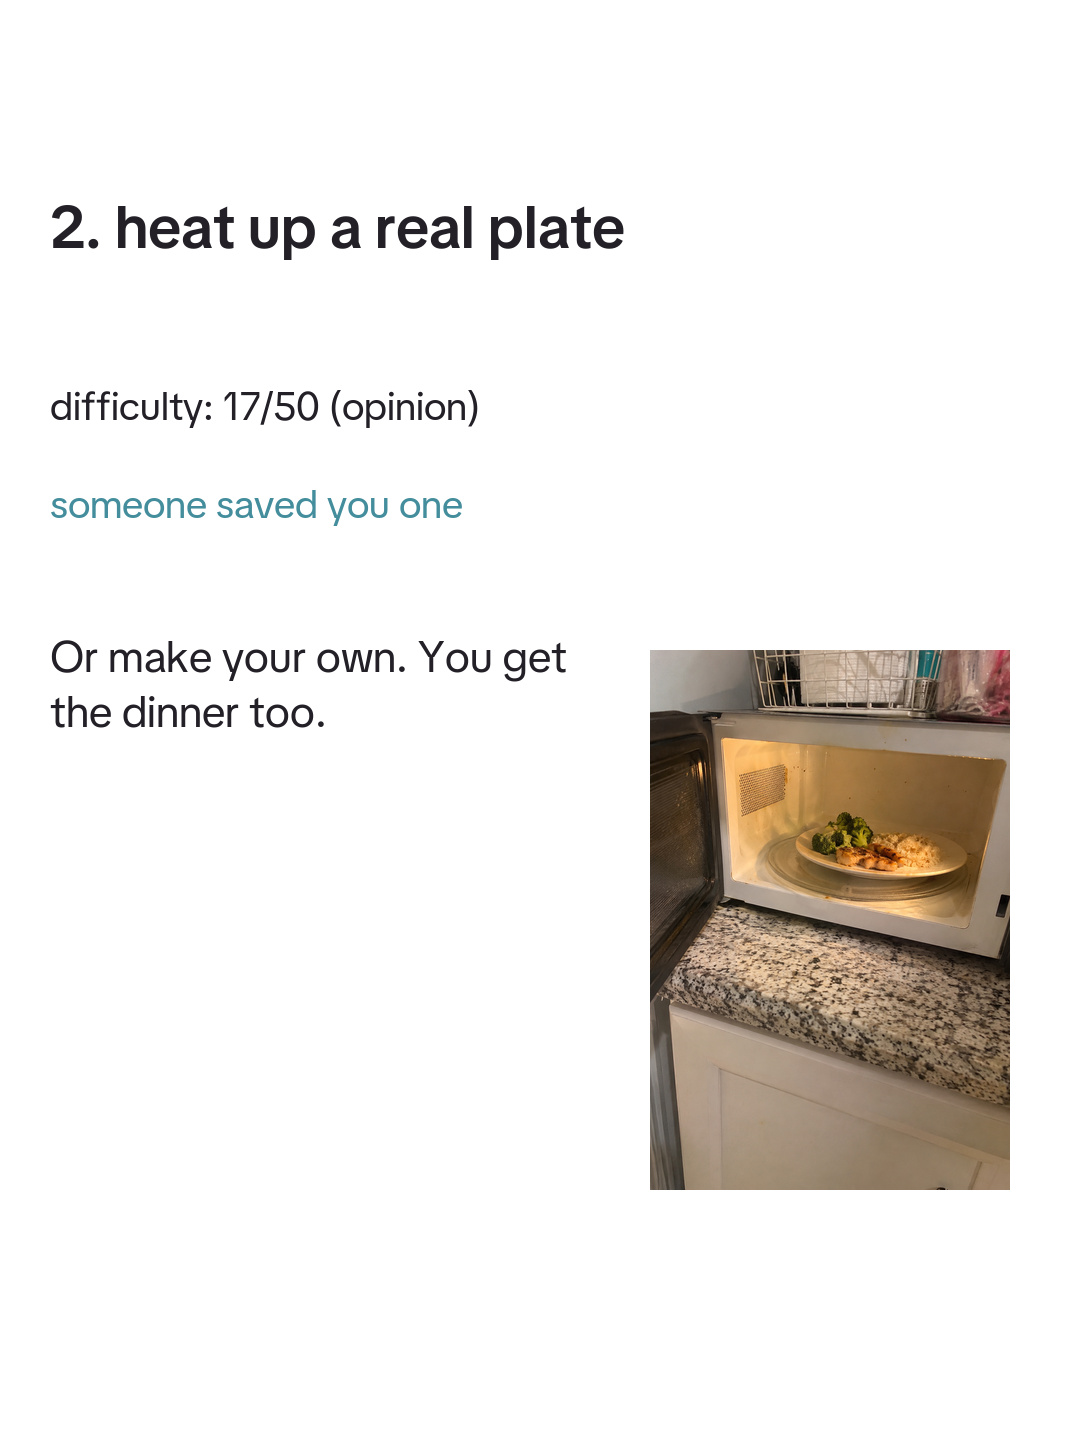 2. heat up a real plate
difficulty: 17/50 (opinion)
someone saved you one
Or make your own. You get
the dinner too.